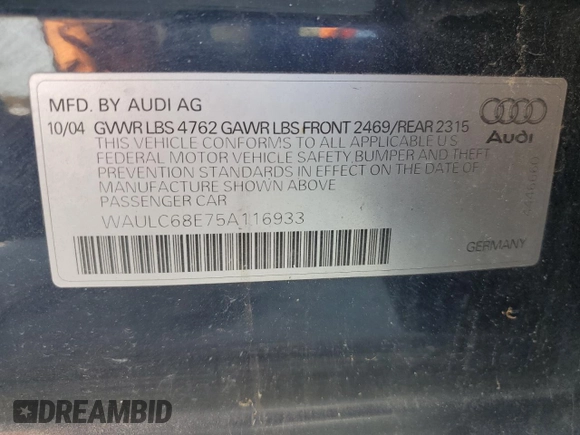 MFD. BY AUDI AG
10/04 GVWR LBS 4762 GAWR LBS FRONT 2469/REAR 2315
THIS VEHICLE CONFORMS TO ALL APPLICABLE U'S
FEDERAL MOTOR VEHICLE SAFETY BUMPER AND THEFT
PREVENTION STANDARDS IN EFFECT ON THE DATE OF
MANUFACTURE SHOWN ABOVE
PASSENGER CAR
WAULC68E75A116933
Audi
GERMANY
DREAMBID